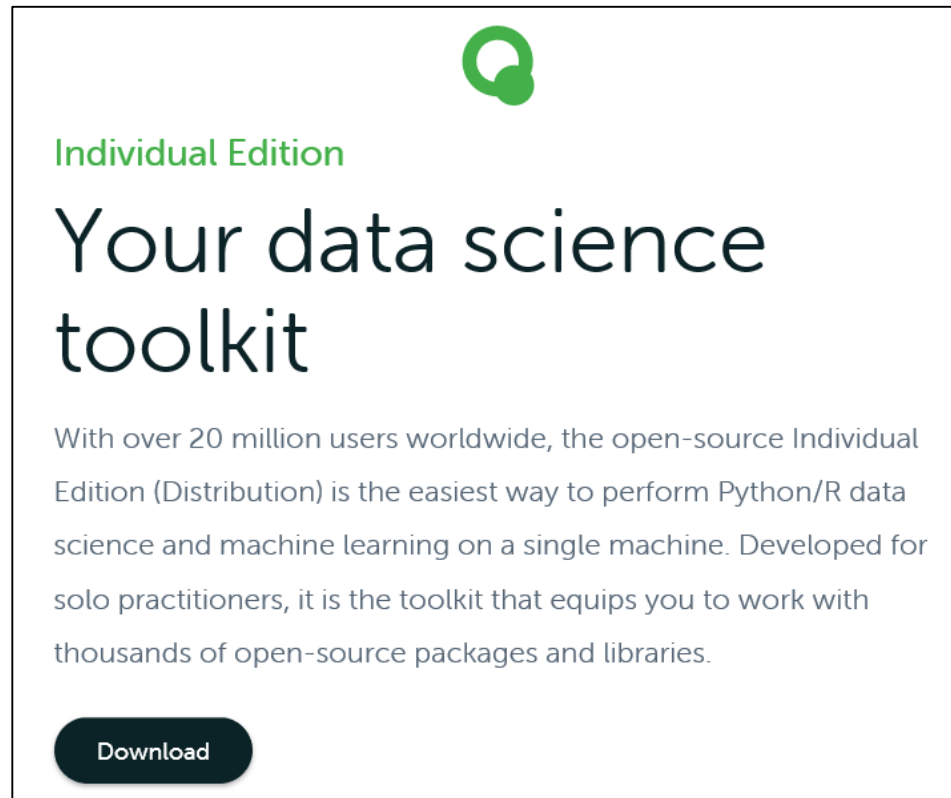 Individual Edition
Your data science
toolkit
With over 20 million users worldwide, the open-source Individual
Edition (Distribution) is the easiest way to perform Python/R data
science and machine learning on a single machine. Developed for
solo practitioners, it is the toolkit that equips you to work with
thousands of open-source packages and libraries.
Download